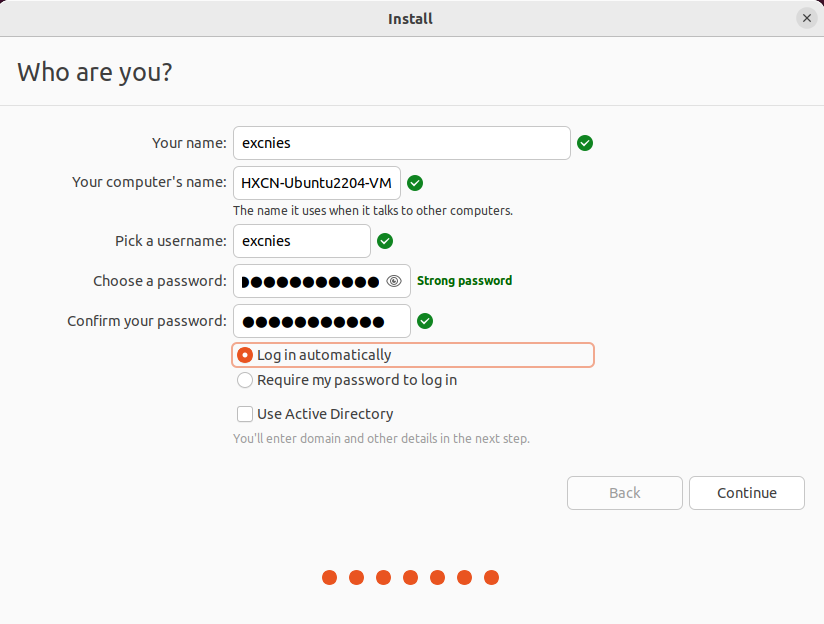 Install
Who are you?
Your name: excnies
Your computer's name: HXCN-Ubuntu2204-VM
The name it uses when it talks to other computers.
Pick a username: excnies
Choose a password: ●●●●●●●●●●● Strong password
Confirm your password: ●●●●●●●●●●●
Log in automatically
Require my password to log in
Use Active Directory
You'll enter domain and other details in the next step.
Back Continue